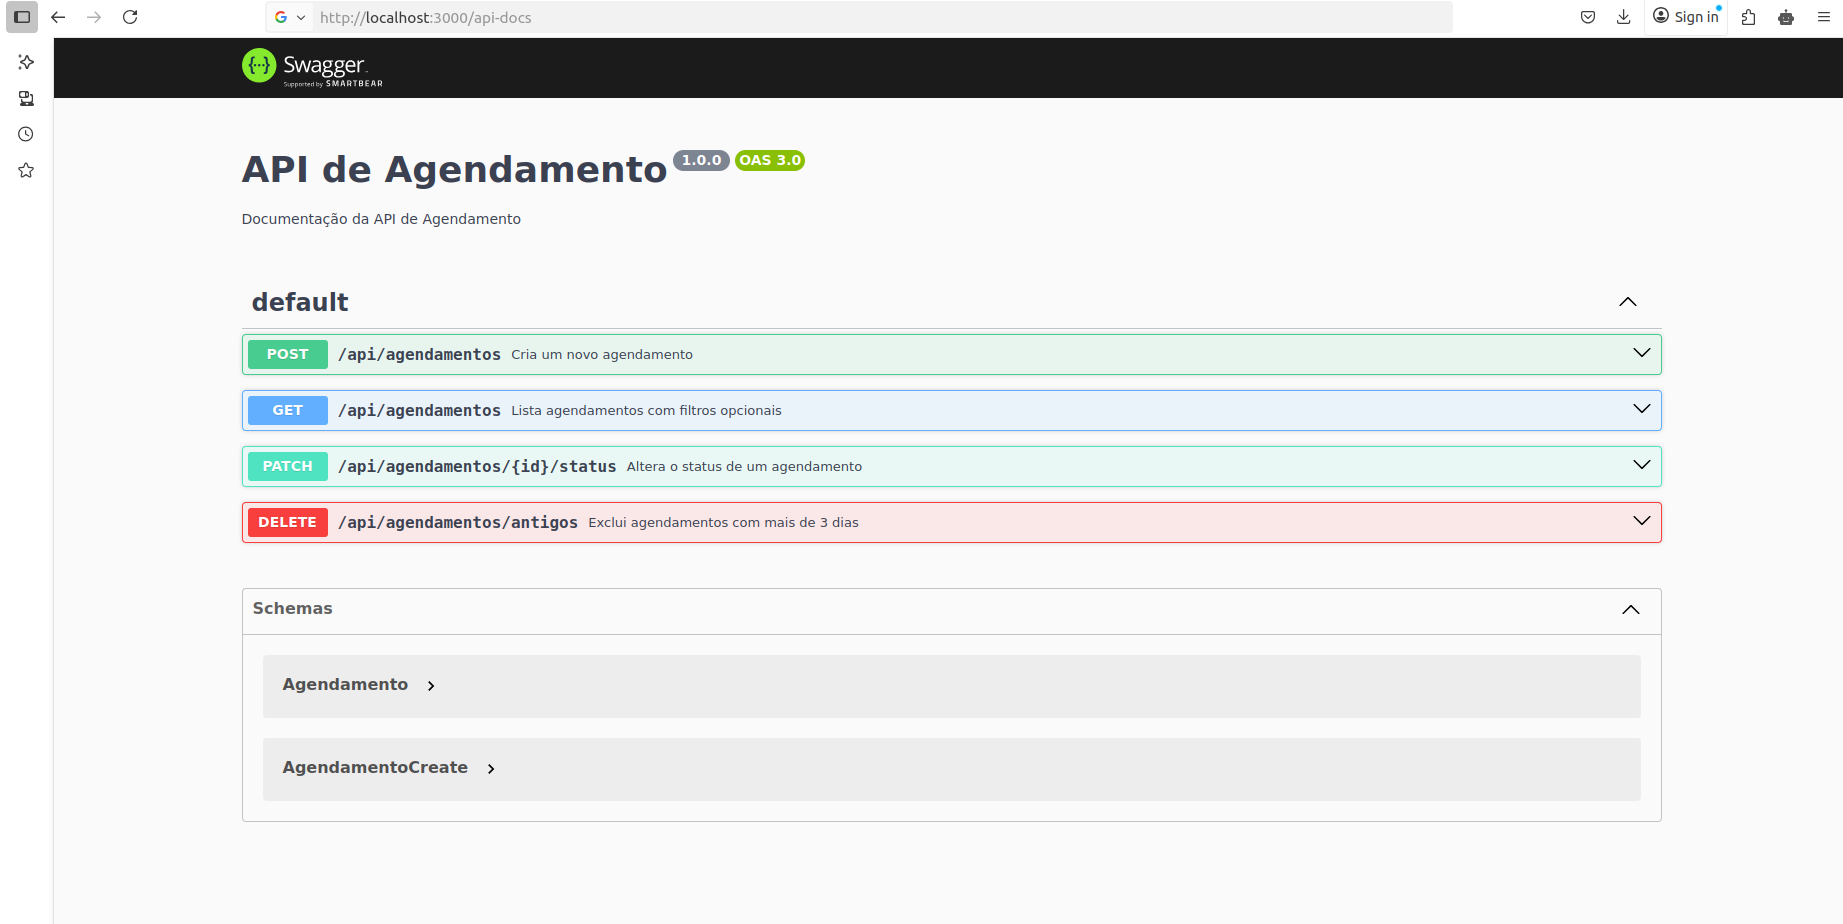 http://localhost:3000/api-docs
Sign in
Swagger
Supported by SMARTBEAR
API de Agendamento 1.0.0 OAS 3.0
Documentação da API de Agendamento
default
POST /api/agendamentos Cria um novo agendamento
GET /api/agendamentos Lista agendamentos com filtros opcionais
PATCH /api/agendamentos/{id}/status Altera o status de um agendamento
DELETE /api/agendamentos/antigos Exclui agendamentos com mais de 3 dias
Schemas
Agendamento
AgendamentoCreate